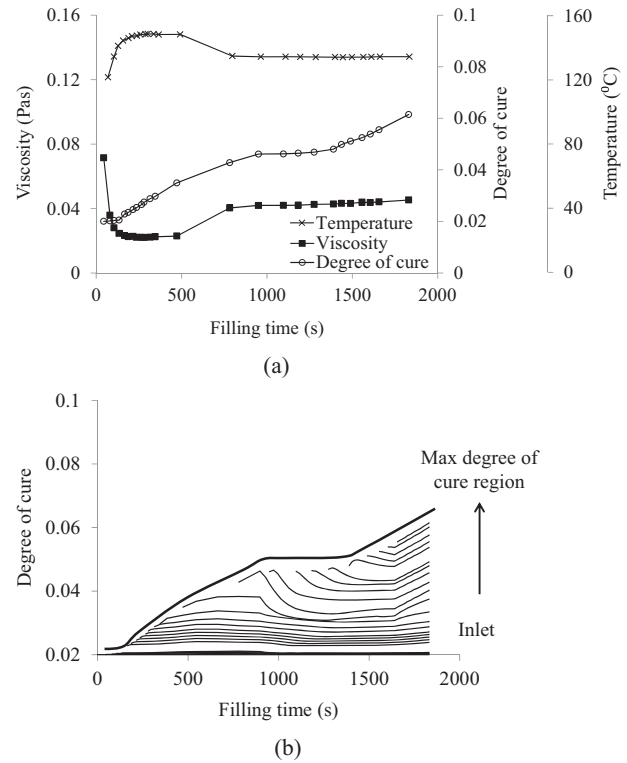 0.16
0.12
0.08
0.04
0
Viscosity (Pas)
0 500 1000 1500 2000
Filling time (s)
0.1
0.08
0.06
0.04
0.02
0
Degree of cure
160
120
80
40
0
Temperature (⁰C)
Temperature
Viscosity
Degree of cure
(a)
0.1
0.08
0.06
0.04
0.02
Degree of cure
0 500 1000 1500 2000
Filling time (s)
Max degree of
cure region
Inlet
(b)